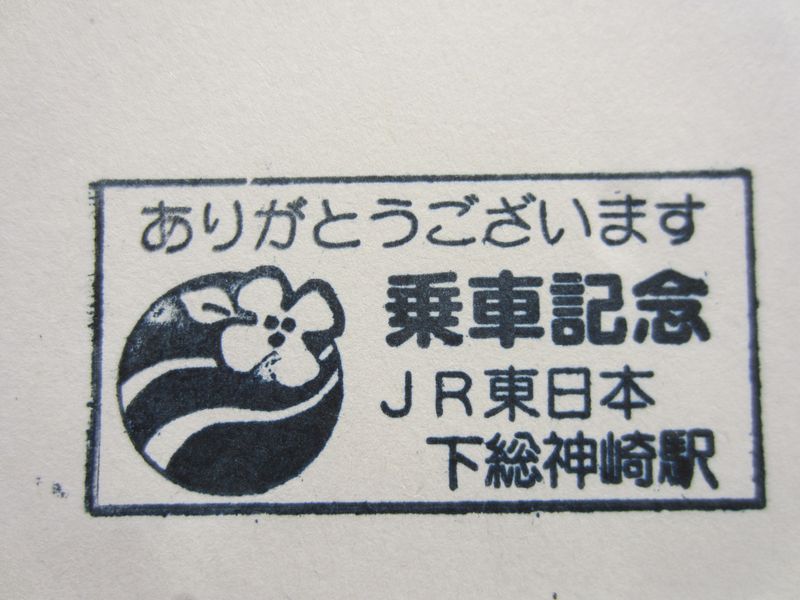 ありがとうございます
乗車記念
JR東日本
下総神崎駅